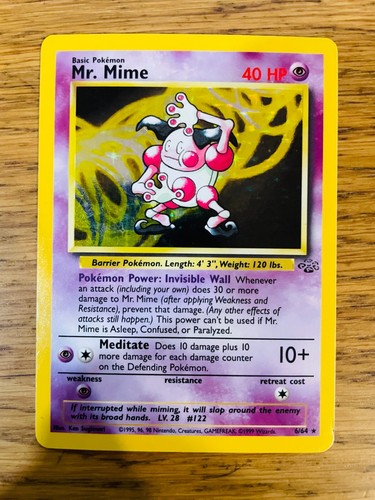 Basic Pokémon
Mr. Mime
40 HP
Barrier Pokémon. Length: 4' 3", Weight: 120 lbs.
Pokémon Power: Invisible Wall Whenever
an attack (including your own) does 30 or more
damage to Mr. Mime (after applying Weakness and
Resistance), prevent that damage. (Any other effects of
attacks still happen.) This power can't be used if Mr.
Mime is Asleep, Confused, or Paralyzed.
Meditate Does 10 damage plus 10
more damage for each damage counter
on the Defending Pokémon.
10+
weakness resistance retreat cost
If interrupted while miming, it will slap around the enemy
with its broad hands. LV. 28 #122
Illus. Ken Sugimori ©1995, 96, 98 Nintendo, Creatures, GAMEFREAK. ©1999 Wizards. 6/64 ★